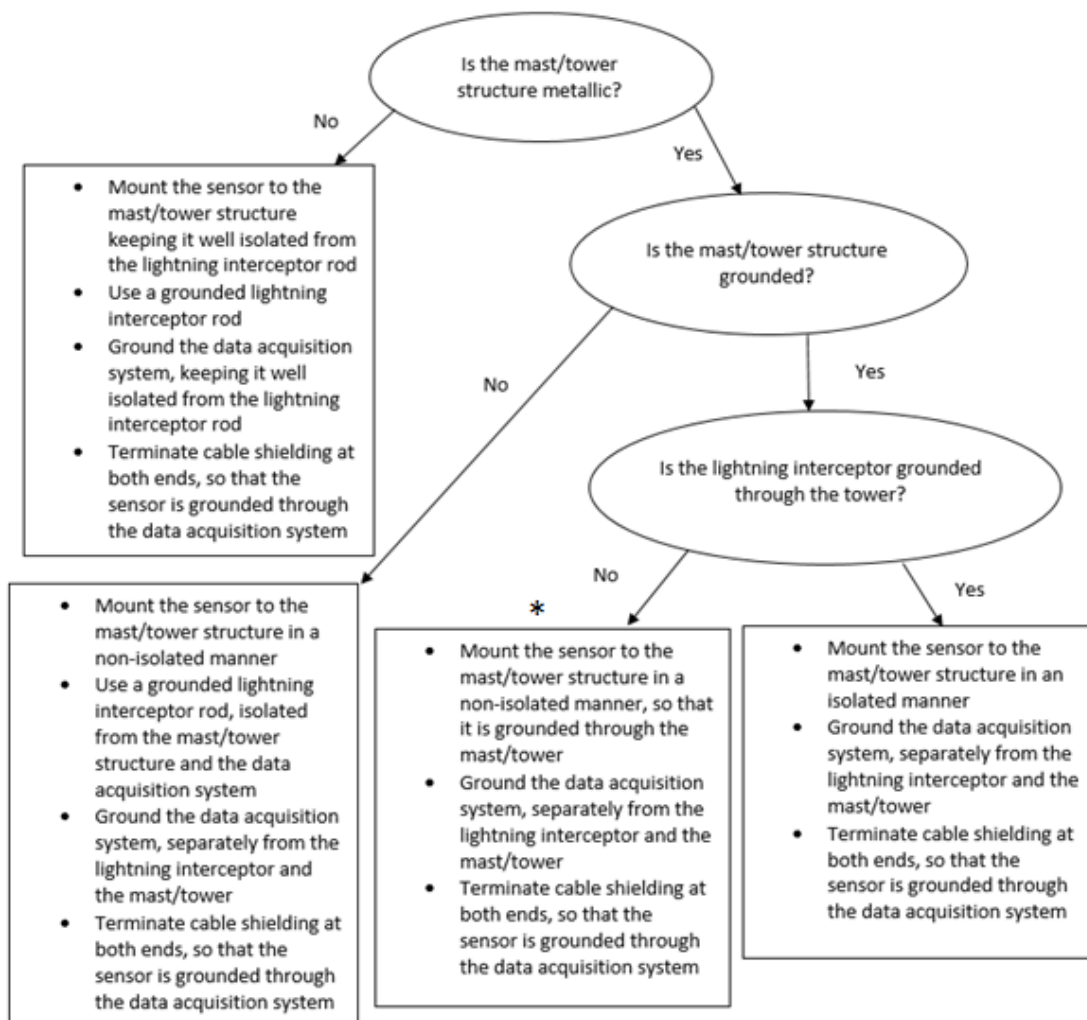 Is the mast/tower
structure metallic?
No
Yes
• Mount the sensor to the
mast/tower structure
keeping it well isolated from
the lightning interceptor rod
• Use a grounded lightning
interceptor rod
• Ground the data acquisition
system, keeping it well
isolated from the lightning
interceptor rod
• Terminate cable shielding at
both ends, so that the
sensor is grounded through
the data acquisition system
Is the mast/tower structure
grounded?
No
Yes
Is the lightning interceptor grounded
through the tower?
No
Yes
• Mount the sensor to the
mast/tower structure in a
non-isolated manner
• Use a grounded lightning
interceptor rod, isolated
from the mast/tower
structure and the data
acquisition system
• Ground the data acquisition
system, separately from the
lightning interceptor and
the mast/tower
• Terminate cable shielding at
both ends, so that the
sensor is grounded through
the data acquisition system
*
• Mount the sensor to the
mast/tower structure in a
non-isolated manner, so that
it is grounded through the
mast/tower
• Ground the data acquisition
system, separately from the
lightning interceptor and the
mast/tower
• Terminate cable shielding at
both ends, so that the
sensor is grounded through
the data acquisition system
• Mount the sensor to the
mast/tower structure in an
isolated manner
• Ground the data acquisition
system, separately from the
lightning interceptor and the
mast/tower
• Terminate cable shielding at
both ends, so that the
sensor is grounded through
the data acquisition system